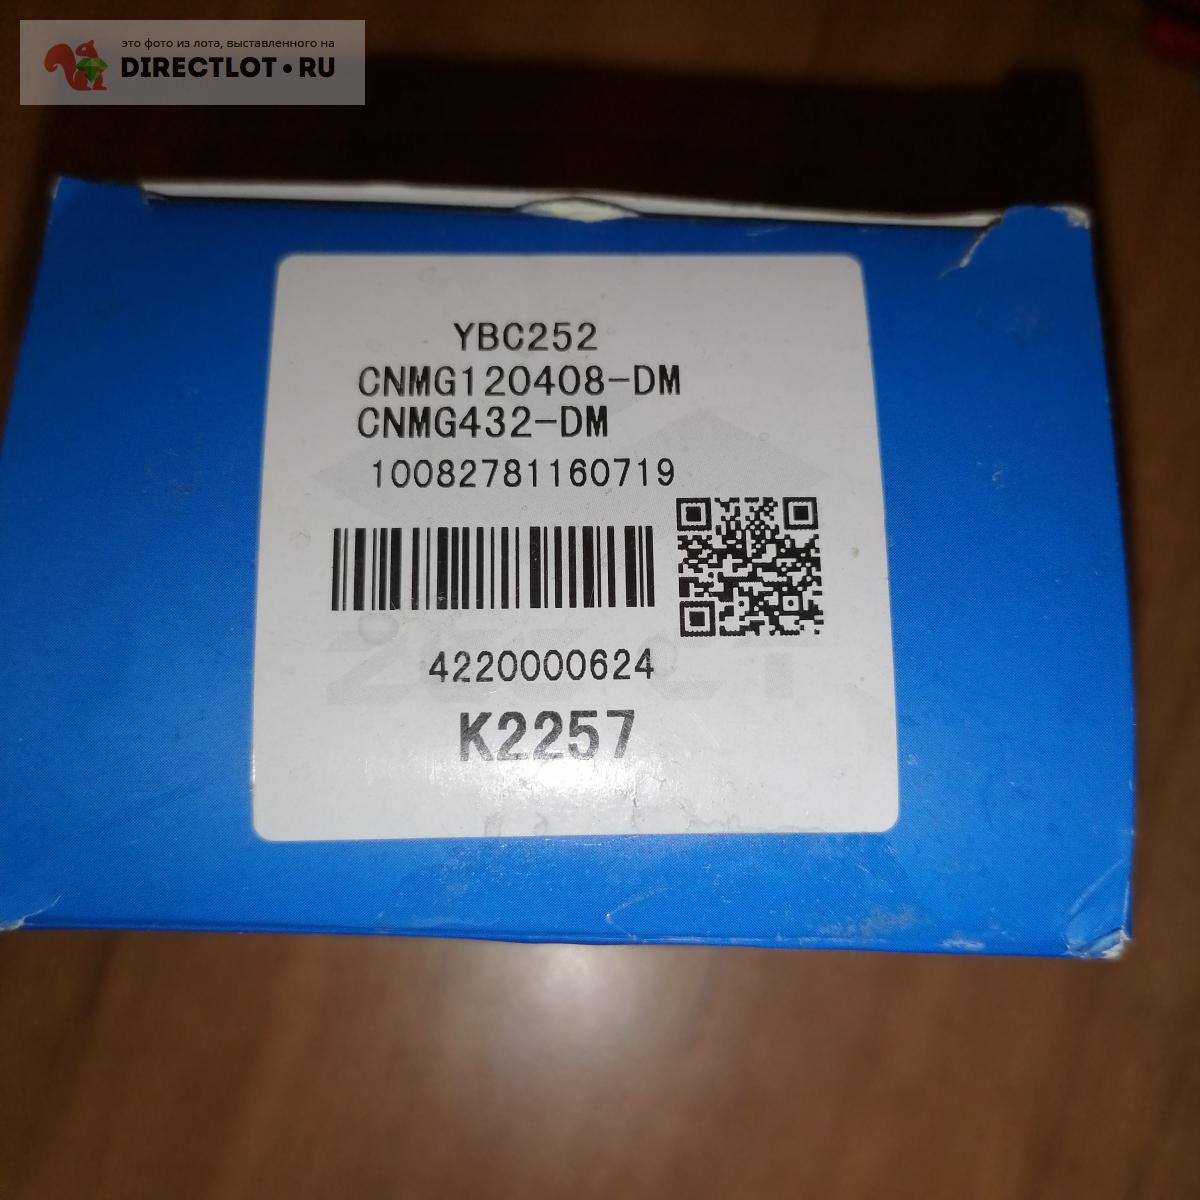 это фото из лота, выставленного на
DIRECTLOT•RU
YBC252
CNMG120408-DM
CNMG432-DM
10082781160719
4220000624
K2257